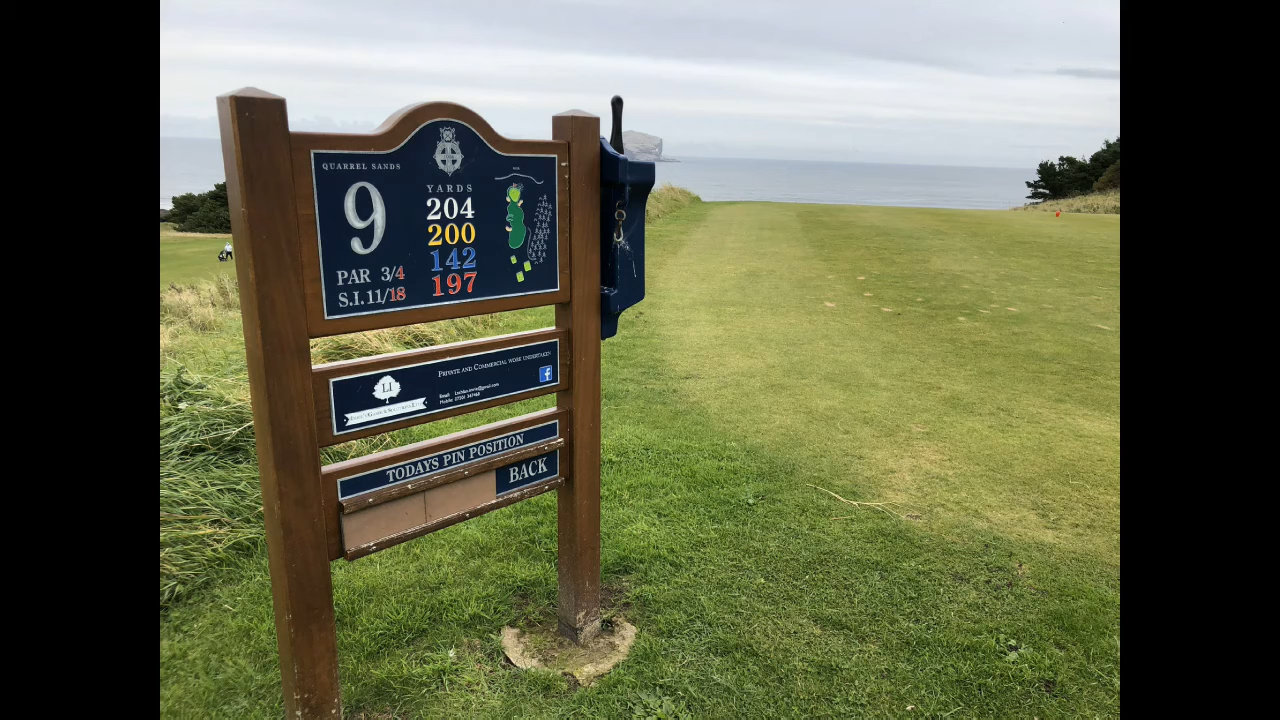 QUARREL SANDS
9
YARDS
204
200
142
197
PAR 3/4
S.I. 11/18
LI
PRIVATE AND COMMERCIAL WORK UNDERTAKEN
TODAYS PIN POSITION
BACK